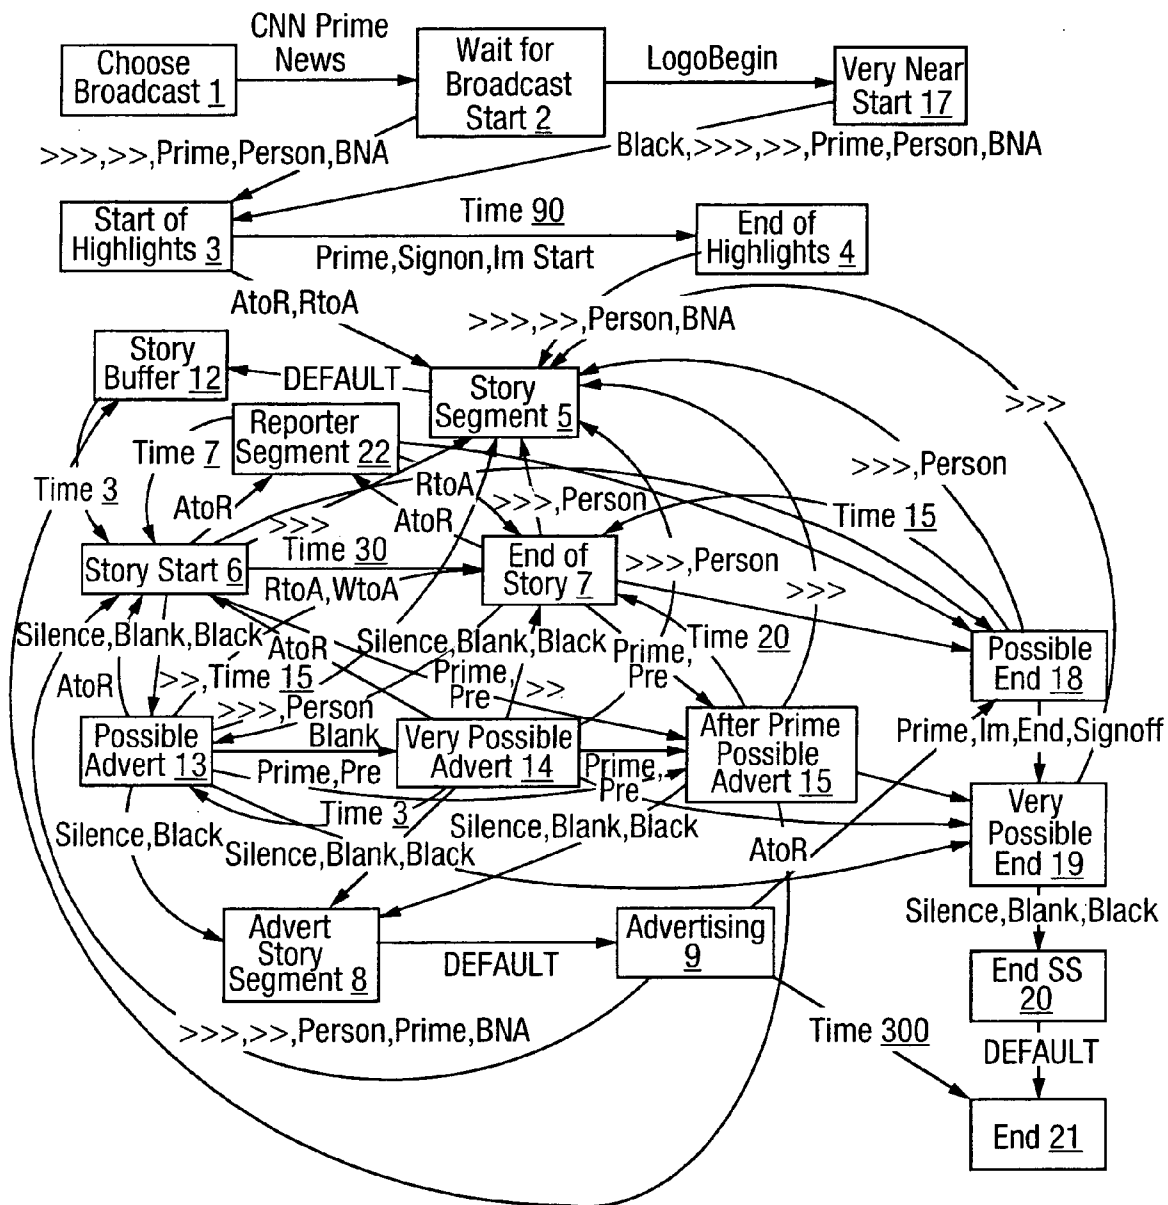 CNN Prime
News
Choose
Broadcast 1
Wait for
Broadcast
Start 2
LogoBegin
Very Near
Start 17
>>>,>>,Prime,Person,BNA
Black,>>>,>>,Prime,Person,BNA
Start of
Highlights 3
Time 90
Prime,Signon,Im Start
End of
Highlights 4
AtoR,RtoA
>>>,>>,Person,BNA
Story
Buffer 12
DEFAULT
Story
Segment 5
>>>
Reporter
Segment 22
Time 7
Time 3
AtoR
RtoA
AtoR
>>>,Person
>>>,Person
Time 15
>>>
Story Start 6
Time 30
RtoA,WtoA
End of
Story 7
>>>,Person
>>>
Silence,Blank,Black
AtoR
Silence,Blank,Black
Prime,
Pre
Prime,
Pre
Time 20
Possible
End 18
AtoR
>>,Time 15
>>>,Person
>>
Possible
Advert 13
Blank
Prime,Pre
Very Possible
Advert 14
Prime,
Pre
After Prime
Possible
Advert 15
Prime,Im,End,Signoff
Time 3
Silence,Black
Silence,Blank,Black
Silence,Blank,Black
AtoR
Very
Possible
End 19
Silence,Blank,Black
Advert
Story
Segment 8
DEFAULT
Advertising
9
End SS
20
>>>,>>,Person,Prime,BNA
Time 300
DEFAULT
End 21